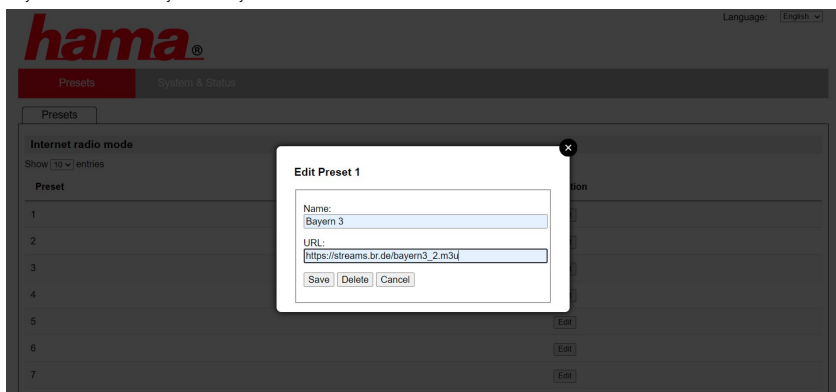 Language: English
hama®
Presets System & Status
Presets
Internet radio mode
Show 10 entries
Preset
1
2
3
4
5 Edit
6 Edit
7 Edit
Edit Preset 1
Name:
Bayern 3
URL:
https://streams.br.de/bayern3_2.m3u
Save Delete Cancel